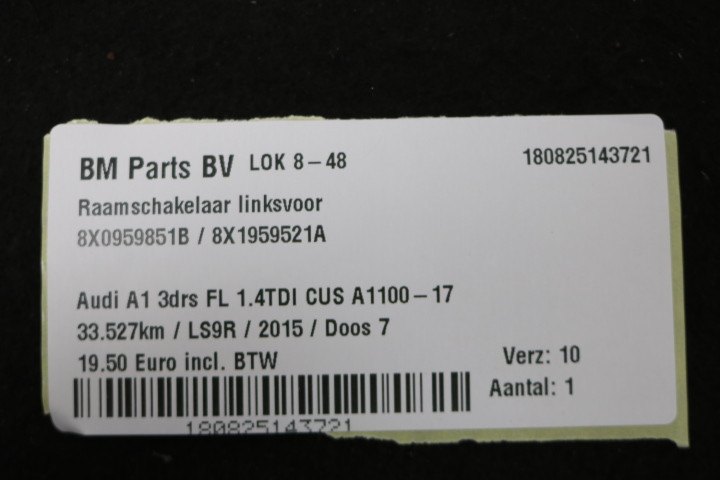 BM Parts BV LOK 8-48 180825143721
Raamschakelaar linksvoor
8X0959851B / 8X1959521A
Audi A1 3drs FL 1.4TDI CUS A1100-17
33.527km / LS9R / 2015 / Doos 7
19.50 Euro incl. BTW Verz: 10
Aantal: 1
180825143721